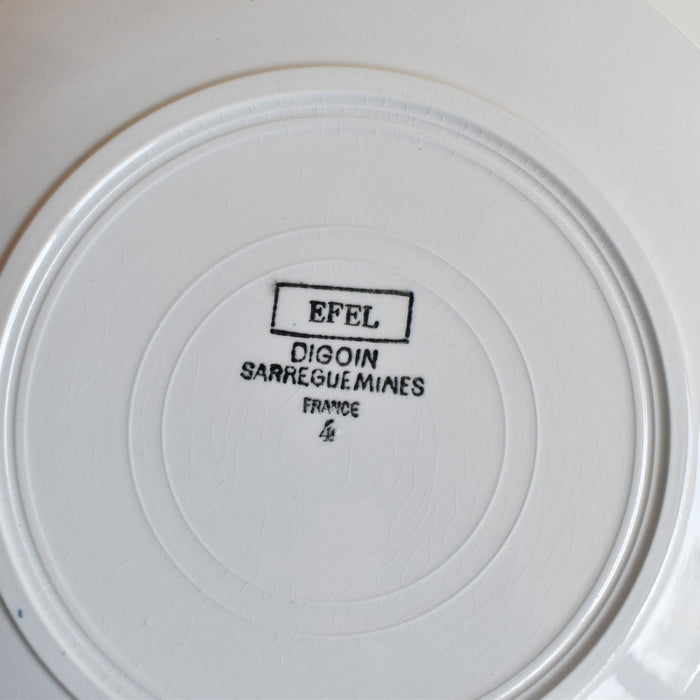 EFEL
DIGOIN
SARREGUEMINES
FRANCE
4